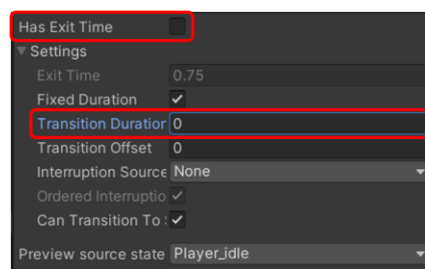 Has Exit Time
Settings
Exit Time 0.75
Fixed Duration
Transition Duration 0
Transition Offset 0
Interruption Source None
Ordered Interruptio
Can Transition To
Preview source state Player_idle